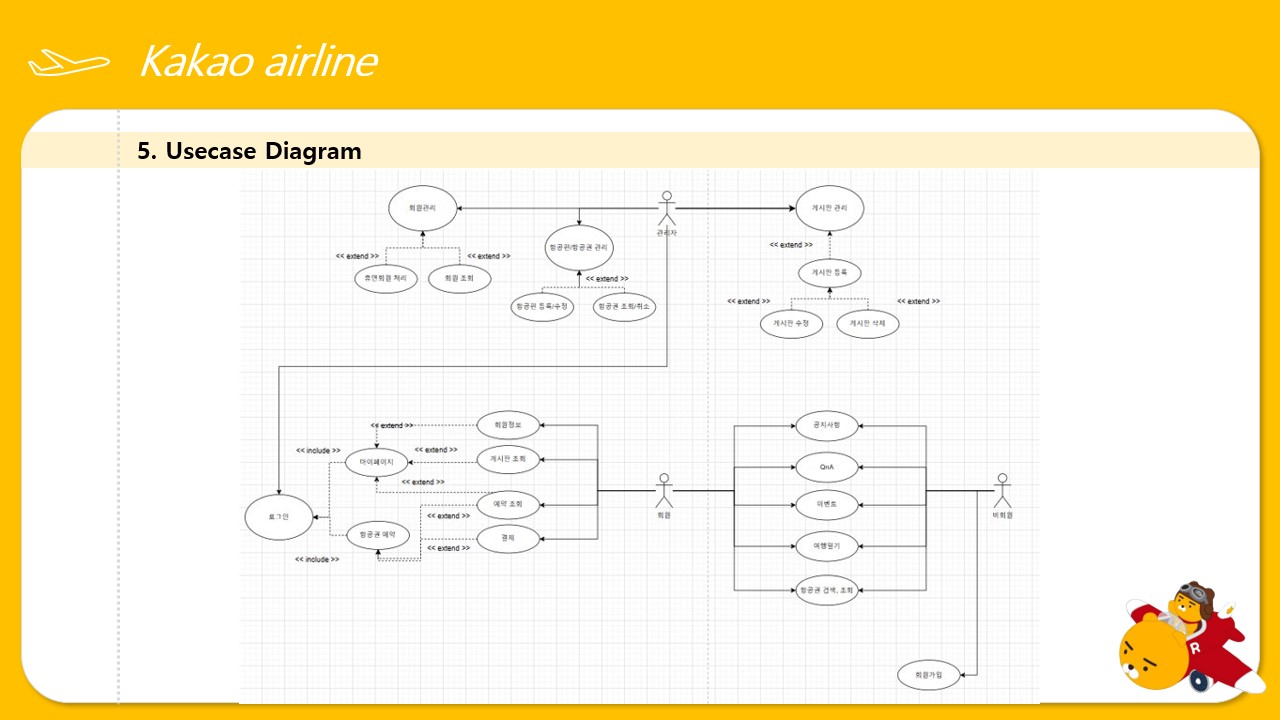 Kakao airline
5. Usecase Diagram
회원관리
관리자
게시판 관리
항공편/항공권 관리
<< extend >>
<< extend >>
<< extend >>
휴면회원 처리
회원 조회
<< extend >>
게시판 등록
항공편 등록/수정
항공권 조회/취소
<< extend >>
<< extend >>
게시판 수정
게시판 삭제
<< extend >>
회원정보
공지사항
<< include >>
<< extend >>
마이페이지
게시판 조회
QnA
<< extend >>
예약 조회
이벤트
회원
비회원
로그인
<< extend >>
항공권 예약
결제
<< extend >>
여행일기
<< include >>
항공권 검색, 조회
회원가입
R